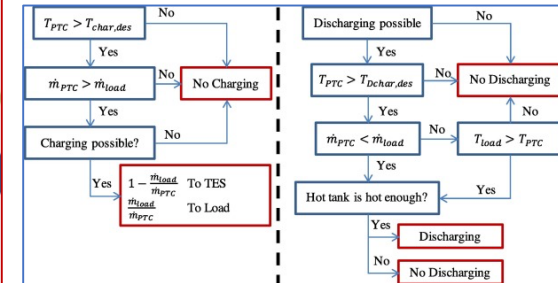 T_PTC > T_char,des
No
Yes
ṁ_PTC > ṁ_load
No
No Charging
Yes
Charging possible?
No
Yes
1 − ṁ_load/ṁ_PTC To TES
ṁ_load/ṁ_PTC To Load
Discharging possible
No
Yes
T_PTC > T_Dchar,des
No
No Discharging
Yes
No
ṁ_PTC < ṁ_load
No
T_load > T_PTC
Yes
Yes
Hot tank is hot enough?
Yes
Discharging
No
No Discharging